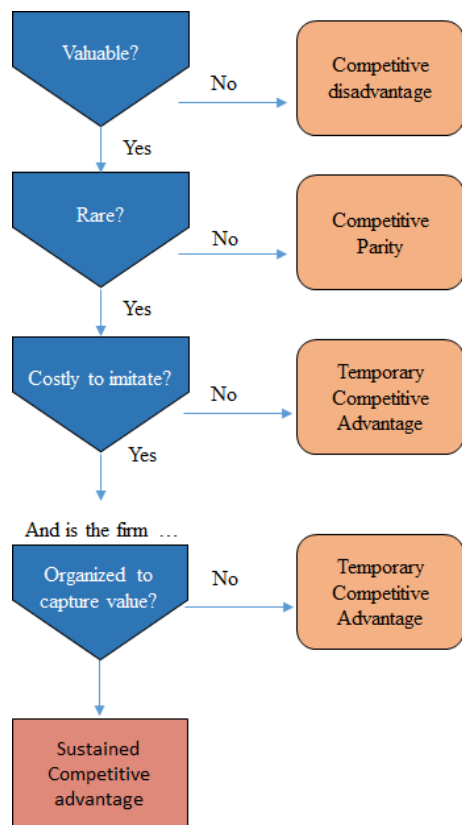 Valuable?
No
Competitive
disadvantage
Yes
Rare?
No
Competitive
Parity
Yes
Costly to imitate?
No
Temporary
Competitive
Advantage
Yes
And is the firm ...
Organized to
capture value?
No
Temporary
Competitive
Advantage
Sustained
Competitive
advantage